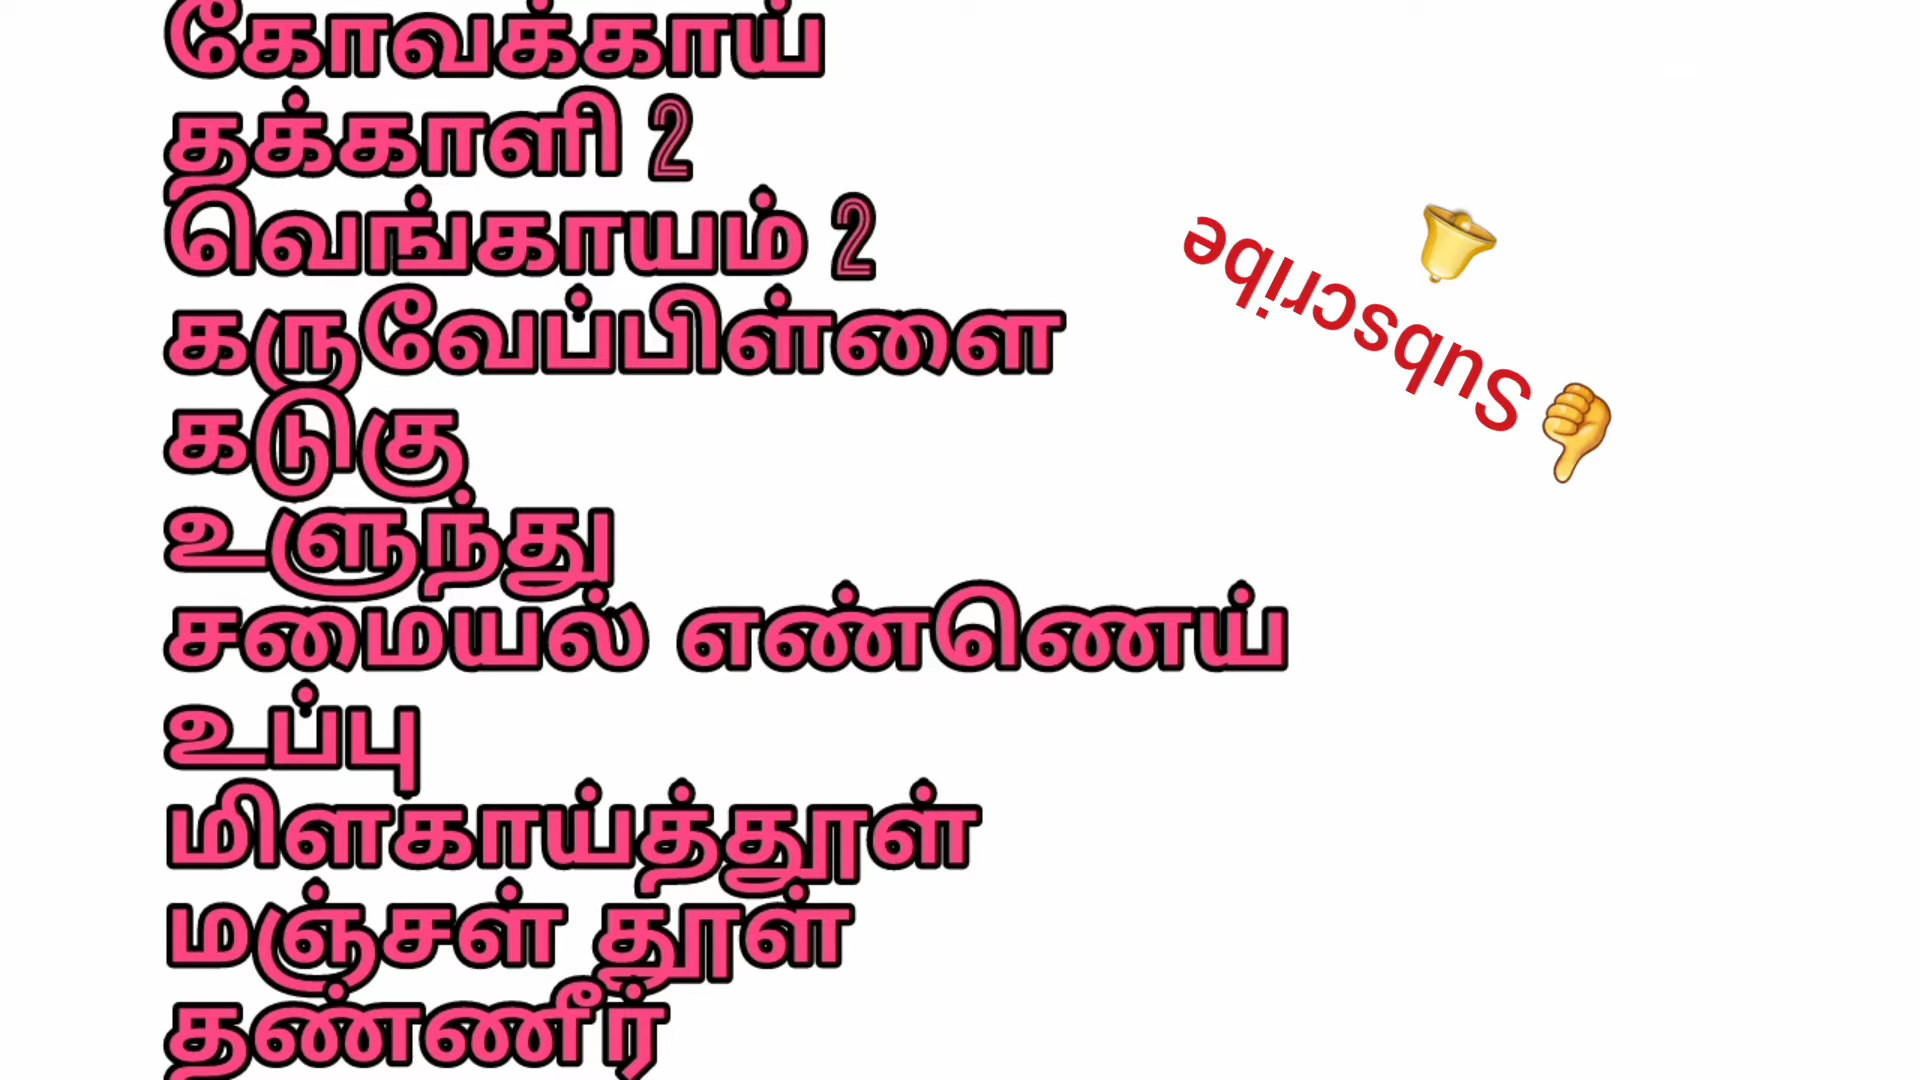 கோவக்காய்
தக்காளி 2
வெங்காயம் 2
கருவேப்பிள்ளை
கடுகு
உளுந்து
சமையல் எண்ணெய்
உப்பு
மிளகாய்த்தூள்
மஞ்சள் தூள்
தண்ணீர்
Subscribe